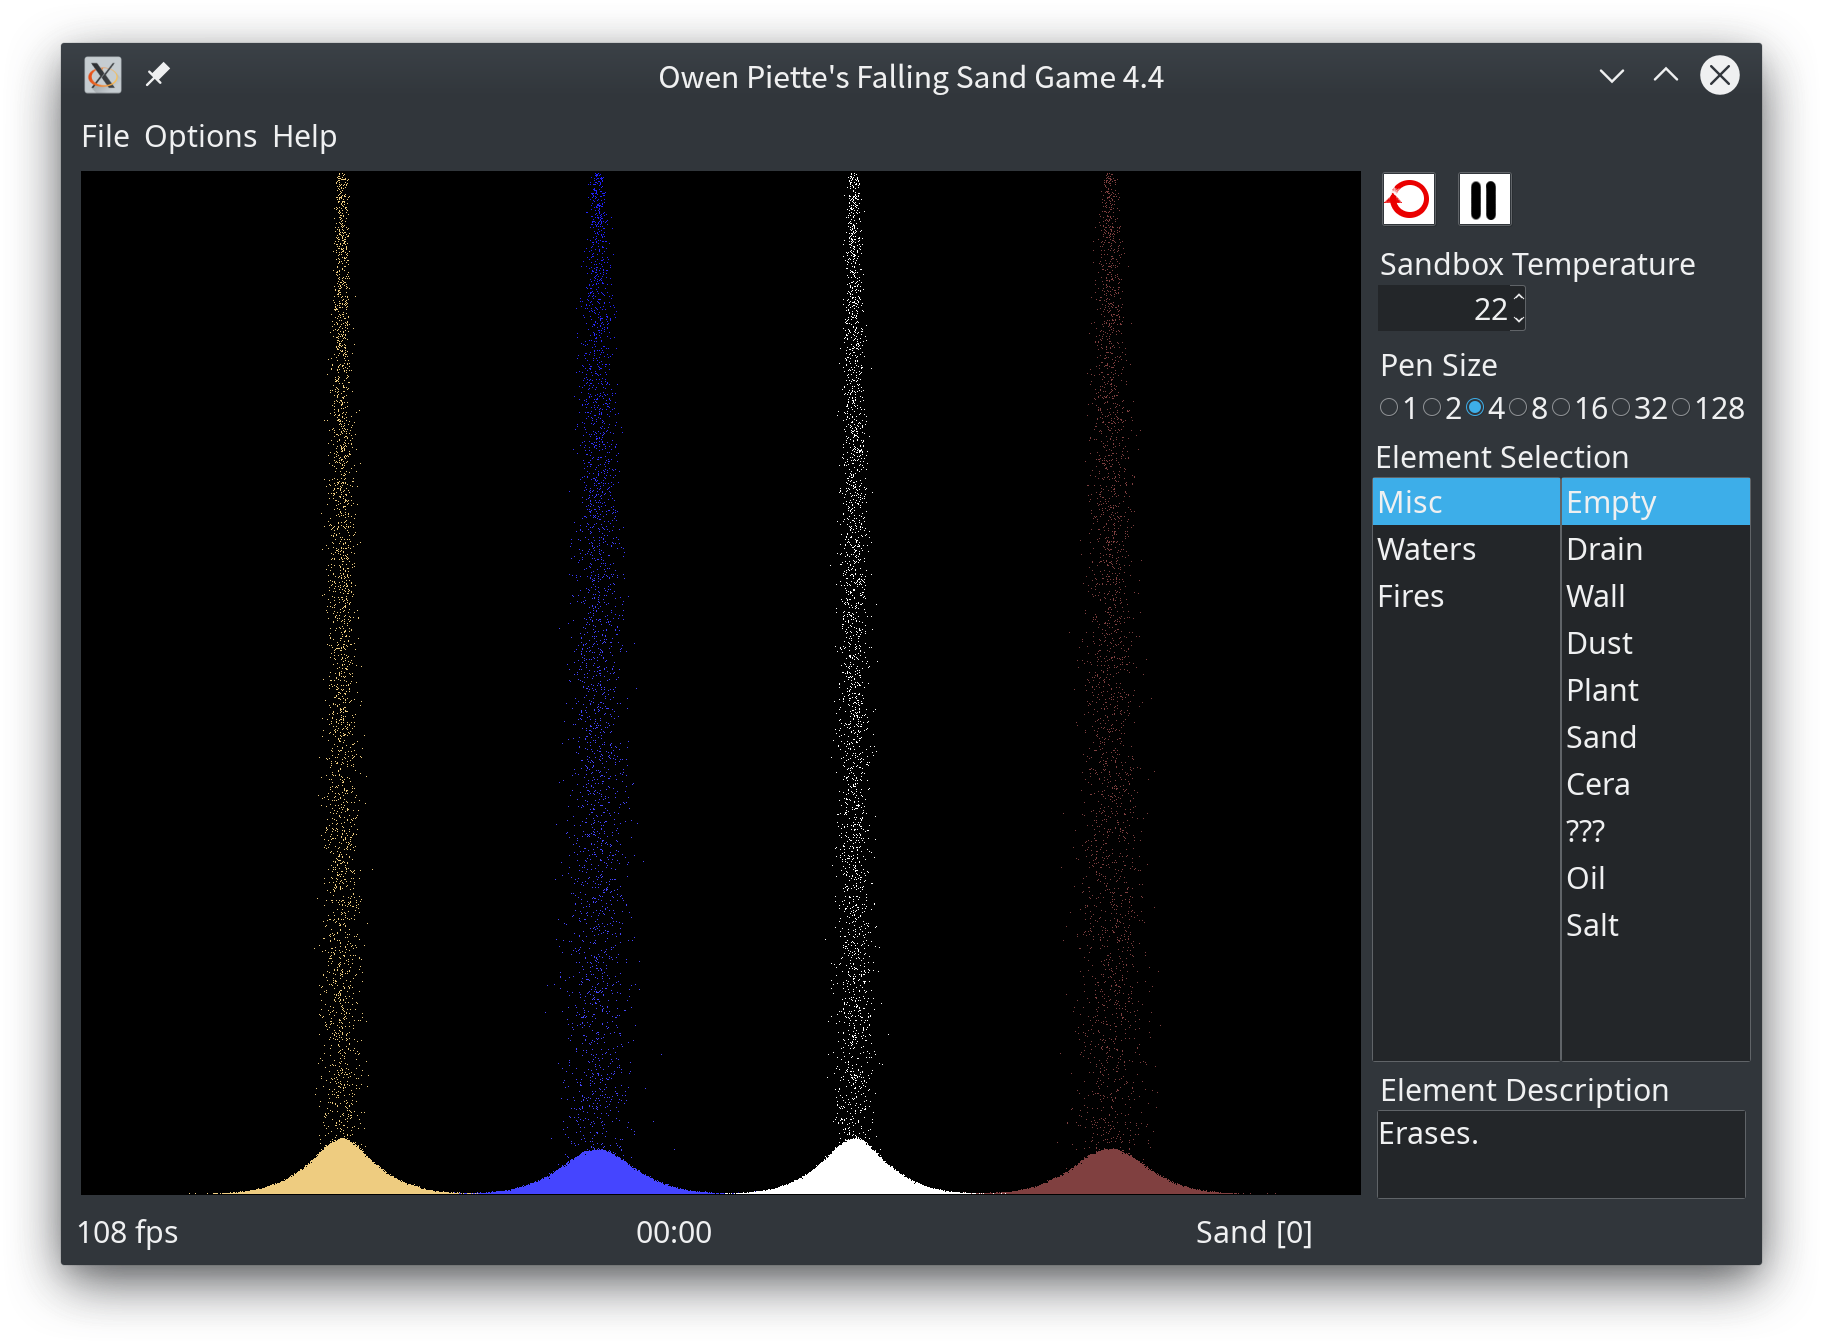 Owen Piette's Falling Sand Game 4.4
File Options Help
Sandbox Temperature
22
Pen Size
1 2 4 8 16 32 128
Element Selection
Misc Empty
Waters Drain
Fires Wall
Dust
Plant
Sand
Cera
???
Oil
Salt
Element Description
Erases.
108 fps 00:00 Sand [0]